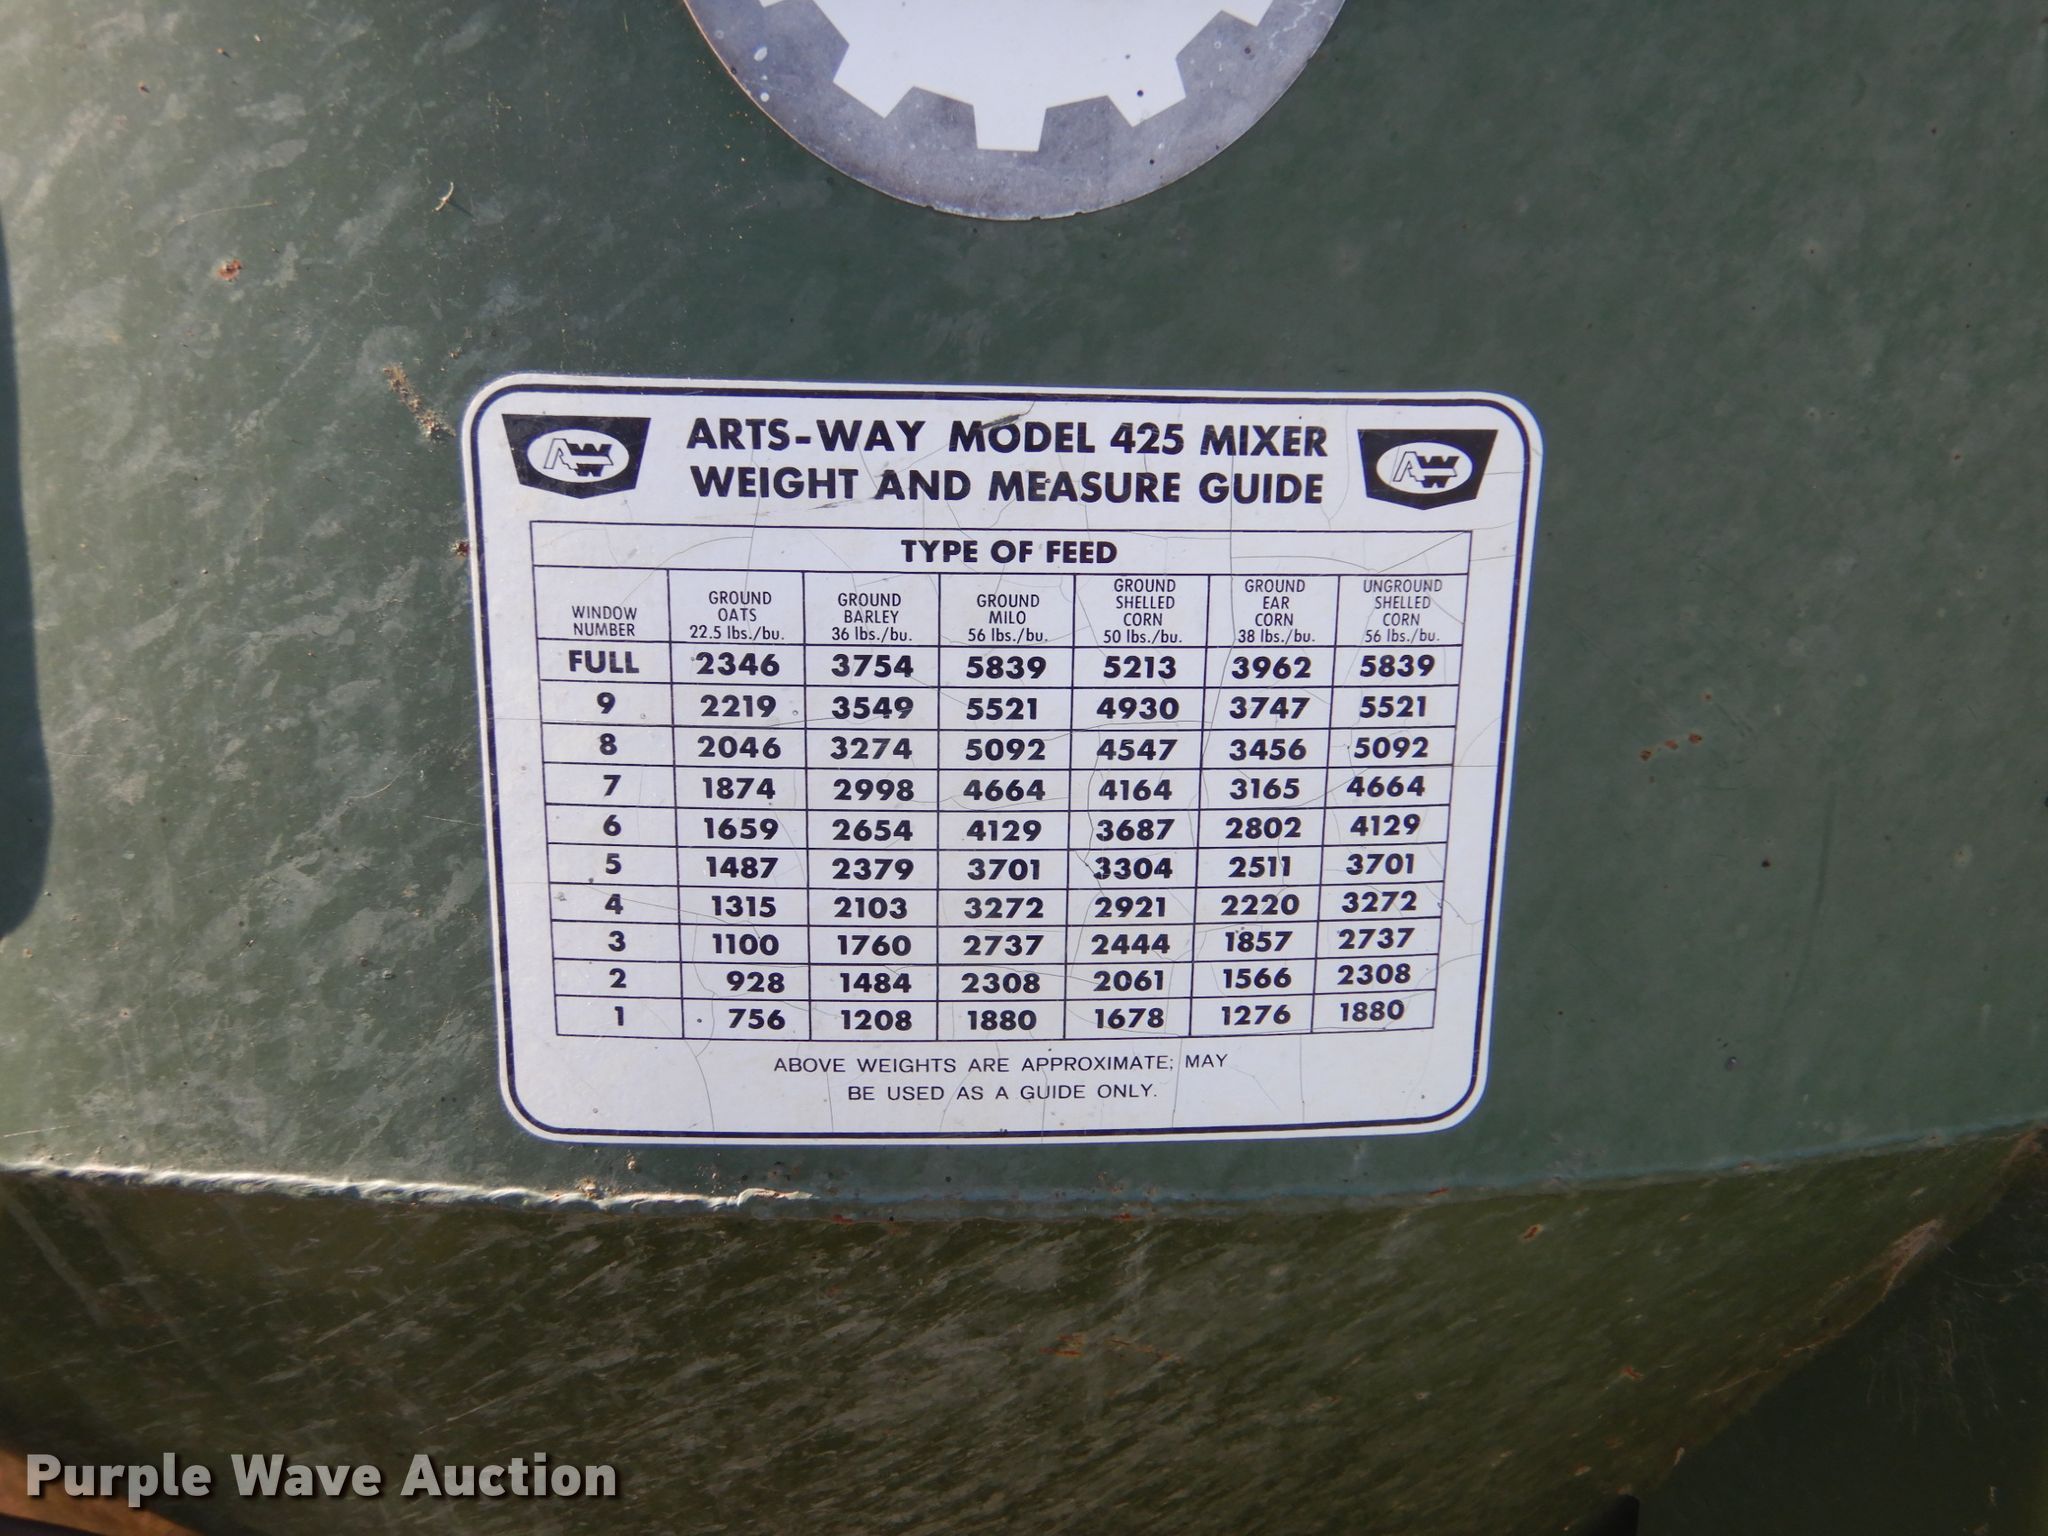 ARTS-WAY MODEL 425 MIXER
WEIGHT AND MEASURE GUIDE
AW AW
TYPE OF FEED
WINDOW NUMBER GROUND OATS 22.5 lbs./bu. GROUND BARLEY 36 lbs./bu. GROUND MILO 56 lbs./bu. GROUND SHELLED CORN 50 lbs./bu. GROUND EAR CORN 38 lbs./bu. UNGROUND SHELLED CORN 56 lbs./bu.
FULL 2346 3754 5839 5213 3962 5839
9 2219 3549 5521 4930 3747 5521
8 2046 3274 5092 4547 3456 5092
7 1874 2998 4664 4164 3165 4664
6 1659 2654 4129 3687 2802 4129
5 1487 2379 3701 3304 2511 3701
4 1315 2103 3272 2921 2220 3272
3 1100 1760 2737 2444 1857 2737
2 928 1484 2308 2061 1566 2308
1 756 1208 1880 1678 1276 1880
ABOVE WEIGHTS ARE APPROXIMATE; MAY
BE USED AS A GUIDE ONLY.
Purple Wave Auction